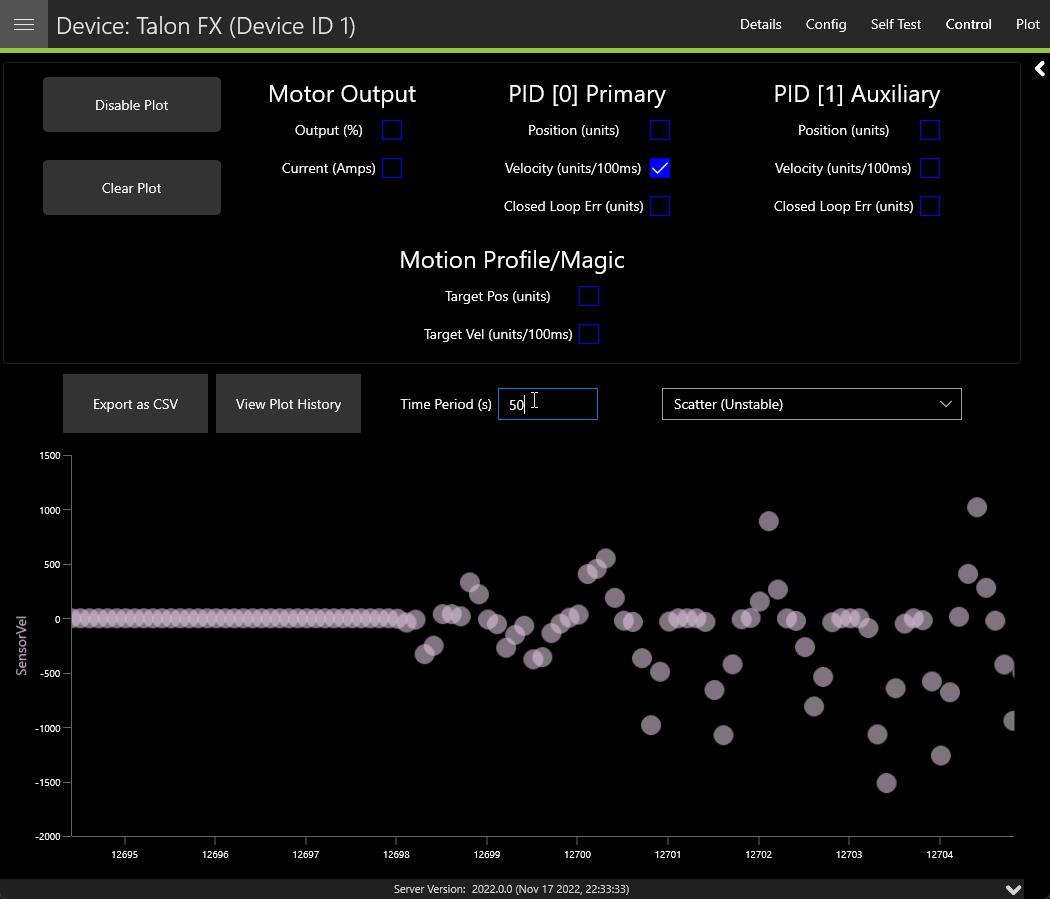 Device: Talon FX (Device ID 1)
Details Config Self Test Control Plot
Disable Plot
Clear Plot
Motor Output
Output (%)
Current (Amps)
PID [0] Primary
Position (units)
Velocity (units/100ms)
Closed Loop Err (units)
PID [1] Auxiliary
Position (units)
Velocity (units/100ms)
Closed Loop Err (units)
Motion Profile/Magic
Target Pos (units)
Target Vel (units/100ms)
Export as CSV
View Plot History
Time Period (s) 50
Scatter (Unstable)
SensorVel
1500
1000
500
0
-500
-1000
-1500
-2000
12695 12696 12697 12698 12699 12700 12701 12702 12703 12704
Server Version: 2022.0.0 (Nov 17 2022, 22:33:33)